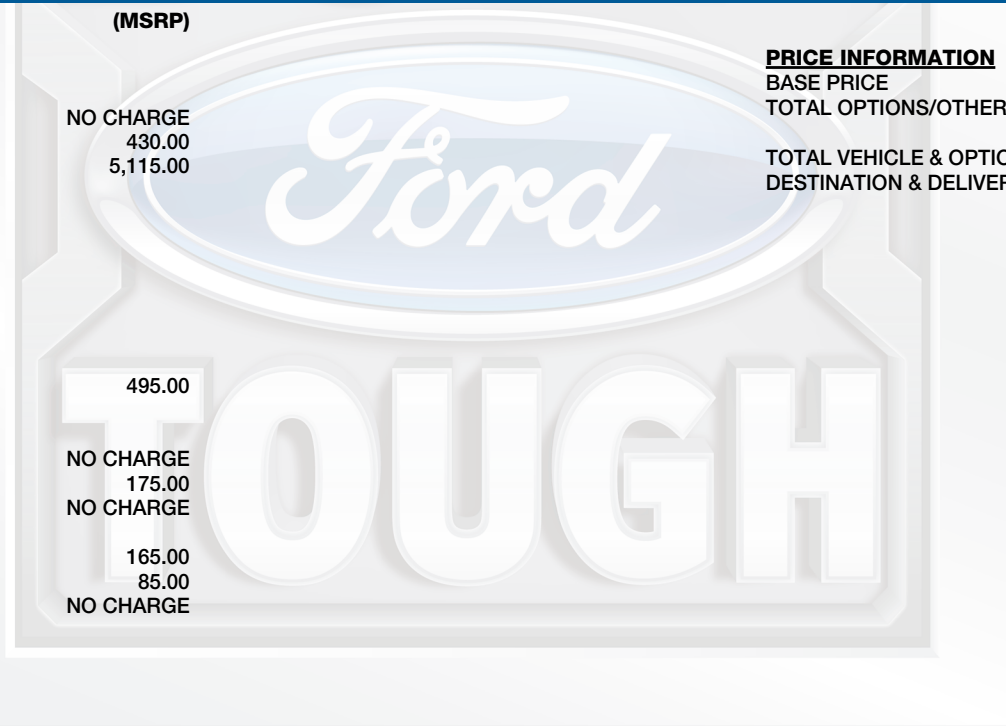 (MSRP)
NO CHARGE
430.00
5,115.00
495.00
NO CHARGE
175.00
NO CHARGE
165.00
85.00
NO CHARGE
PRICE INFORMATION
BASE PRICE
TOTAL OPTIONS/OTHER
TOTAL VEHICLE & OPTIO
DESTINATION & DELIVER
Ford
TOUGH